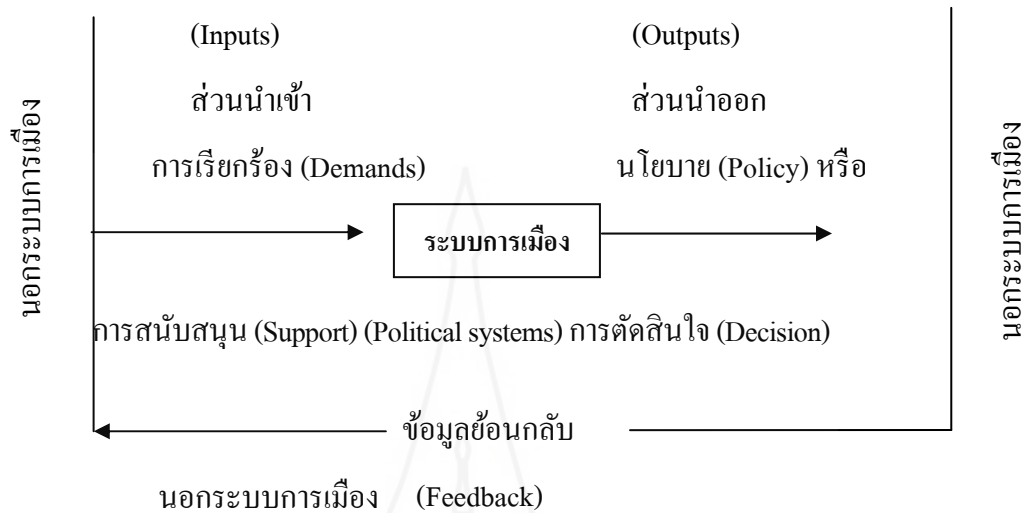 (Inputs) (Outputs)
ส่วนนำเข้า ส่วนนำออก
การเรียกร้อง (Demands) นโยบาย (Policy) หรือ
นอกระบบการเมือง
ระบบการเมือง
นอกระบบการเมือง
การสนับสนุน (Support) (Political systems) การตัดสินใจ (Decision)
ข้อมูลย้อนกลับ
นอกระบบการเมือง (Feedback)